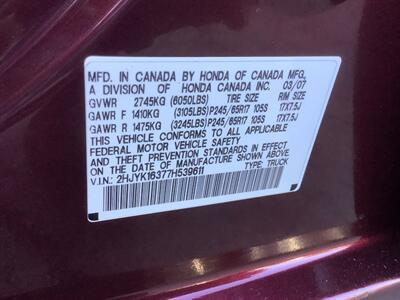 MFD. IN CANADA BY HONDA OF CANADA MFG.,
A DIVISION OF HONDA CANADA INC. 03/07
GVWR 2745KG (6050LBS) TIRE SIZE RIM SIZE
GAWR F 1410KG (3105LBS)P245/65R17 105S 17X7.5J
GAWR R 1475KG (3245LBS)P245/65R17 105S 17X7.5J
THIS VEHICLE CONFORMS TO ALL APPLICABLE
FEDERAL MOTOR VEHICLE SAFETY
AND THEFT PREVENTION STANDARDS IN EFFECT
ON THE DATE OF MANUFACTURE SHOWN ABOVE.
V.I.N: 2HJYK16377H539611 TYPE: TRUCK